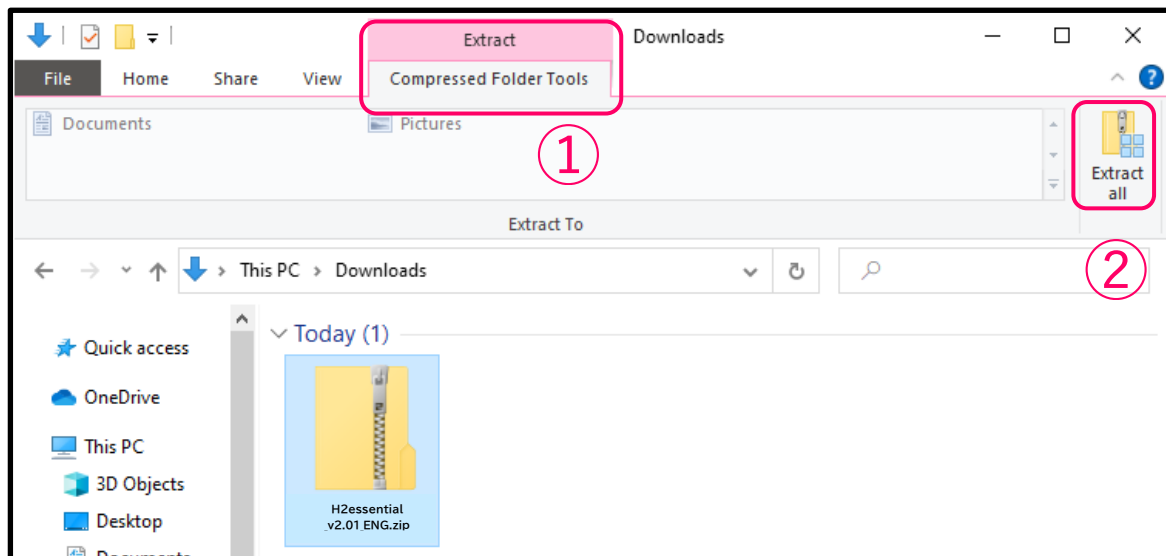 Extract
Downloads
File
Home
Share
View
Compressed Folder Tools
?
Documents
Pictures
①
Extract
all
Extract To
This PC > Downloads
②
Quick access
Today (1)
OneDrive
This PC
3D Objects
Desktop
Documents
H2essential
_v2.01_ENG.zip